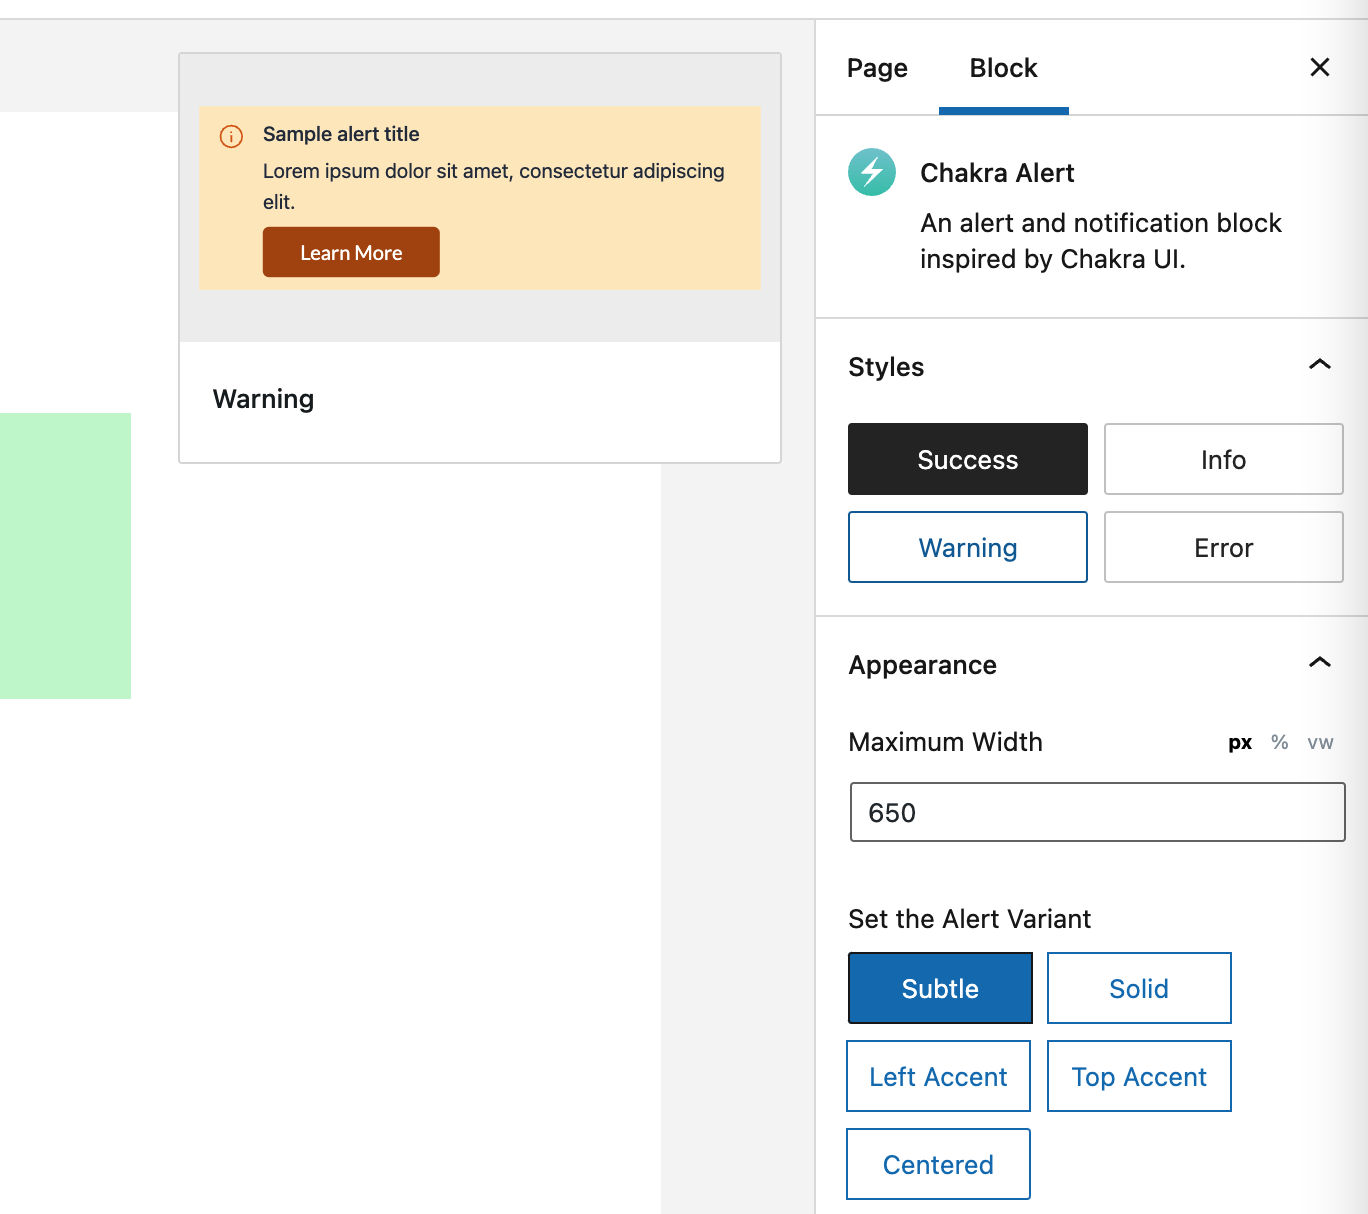 Sample alert title
Lorem ipsum dolor sit amet, consectetur adipiscing
elit.
Learn More
Warning
Page Block
Chakra Alert
An alert and notification block
inspired by Chakra UI.
Styles
Success Info
Warning Error
Appearance
Maximum Width px % vw
650
Set the Alert Variant
Subtle Solid
Left Accent Top Accent
Centered